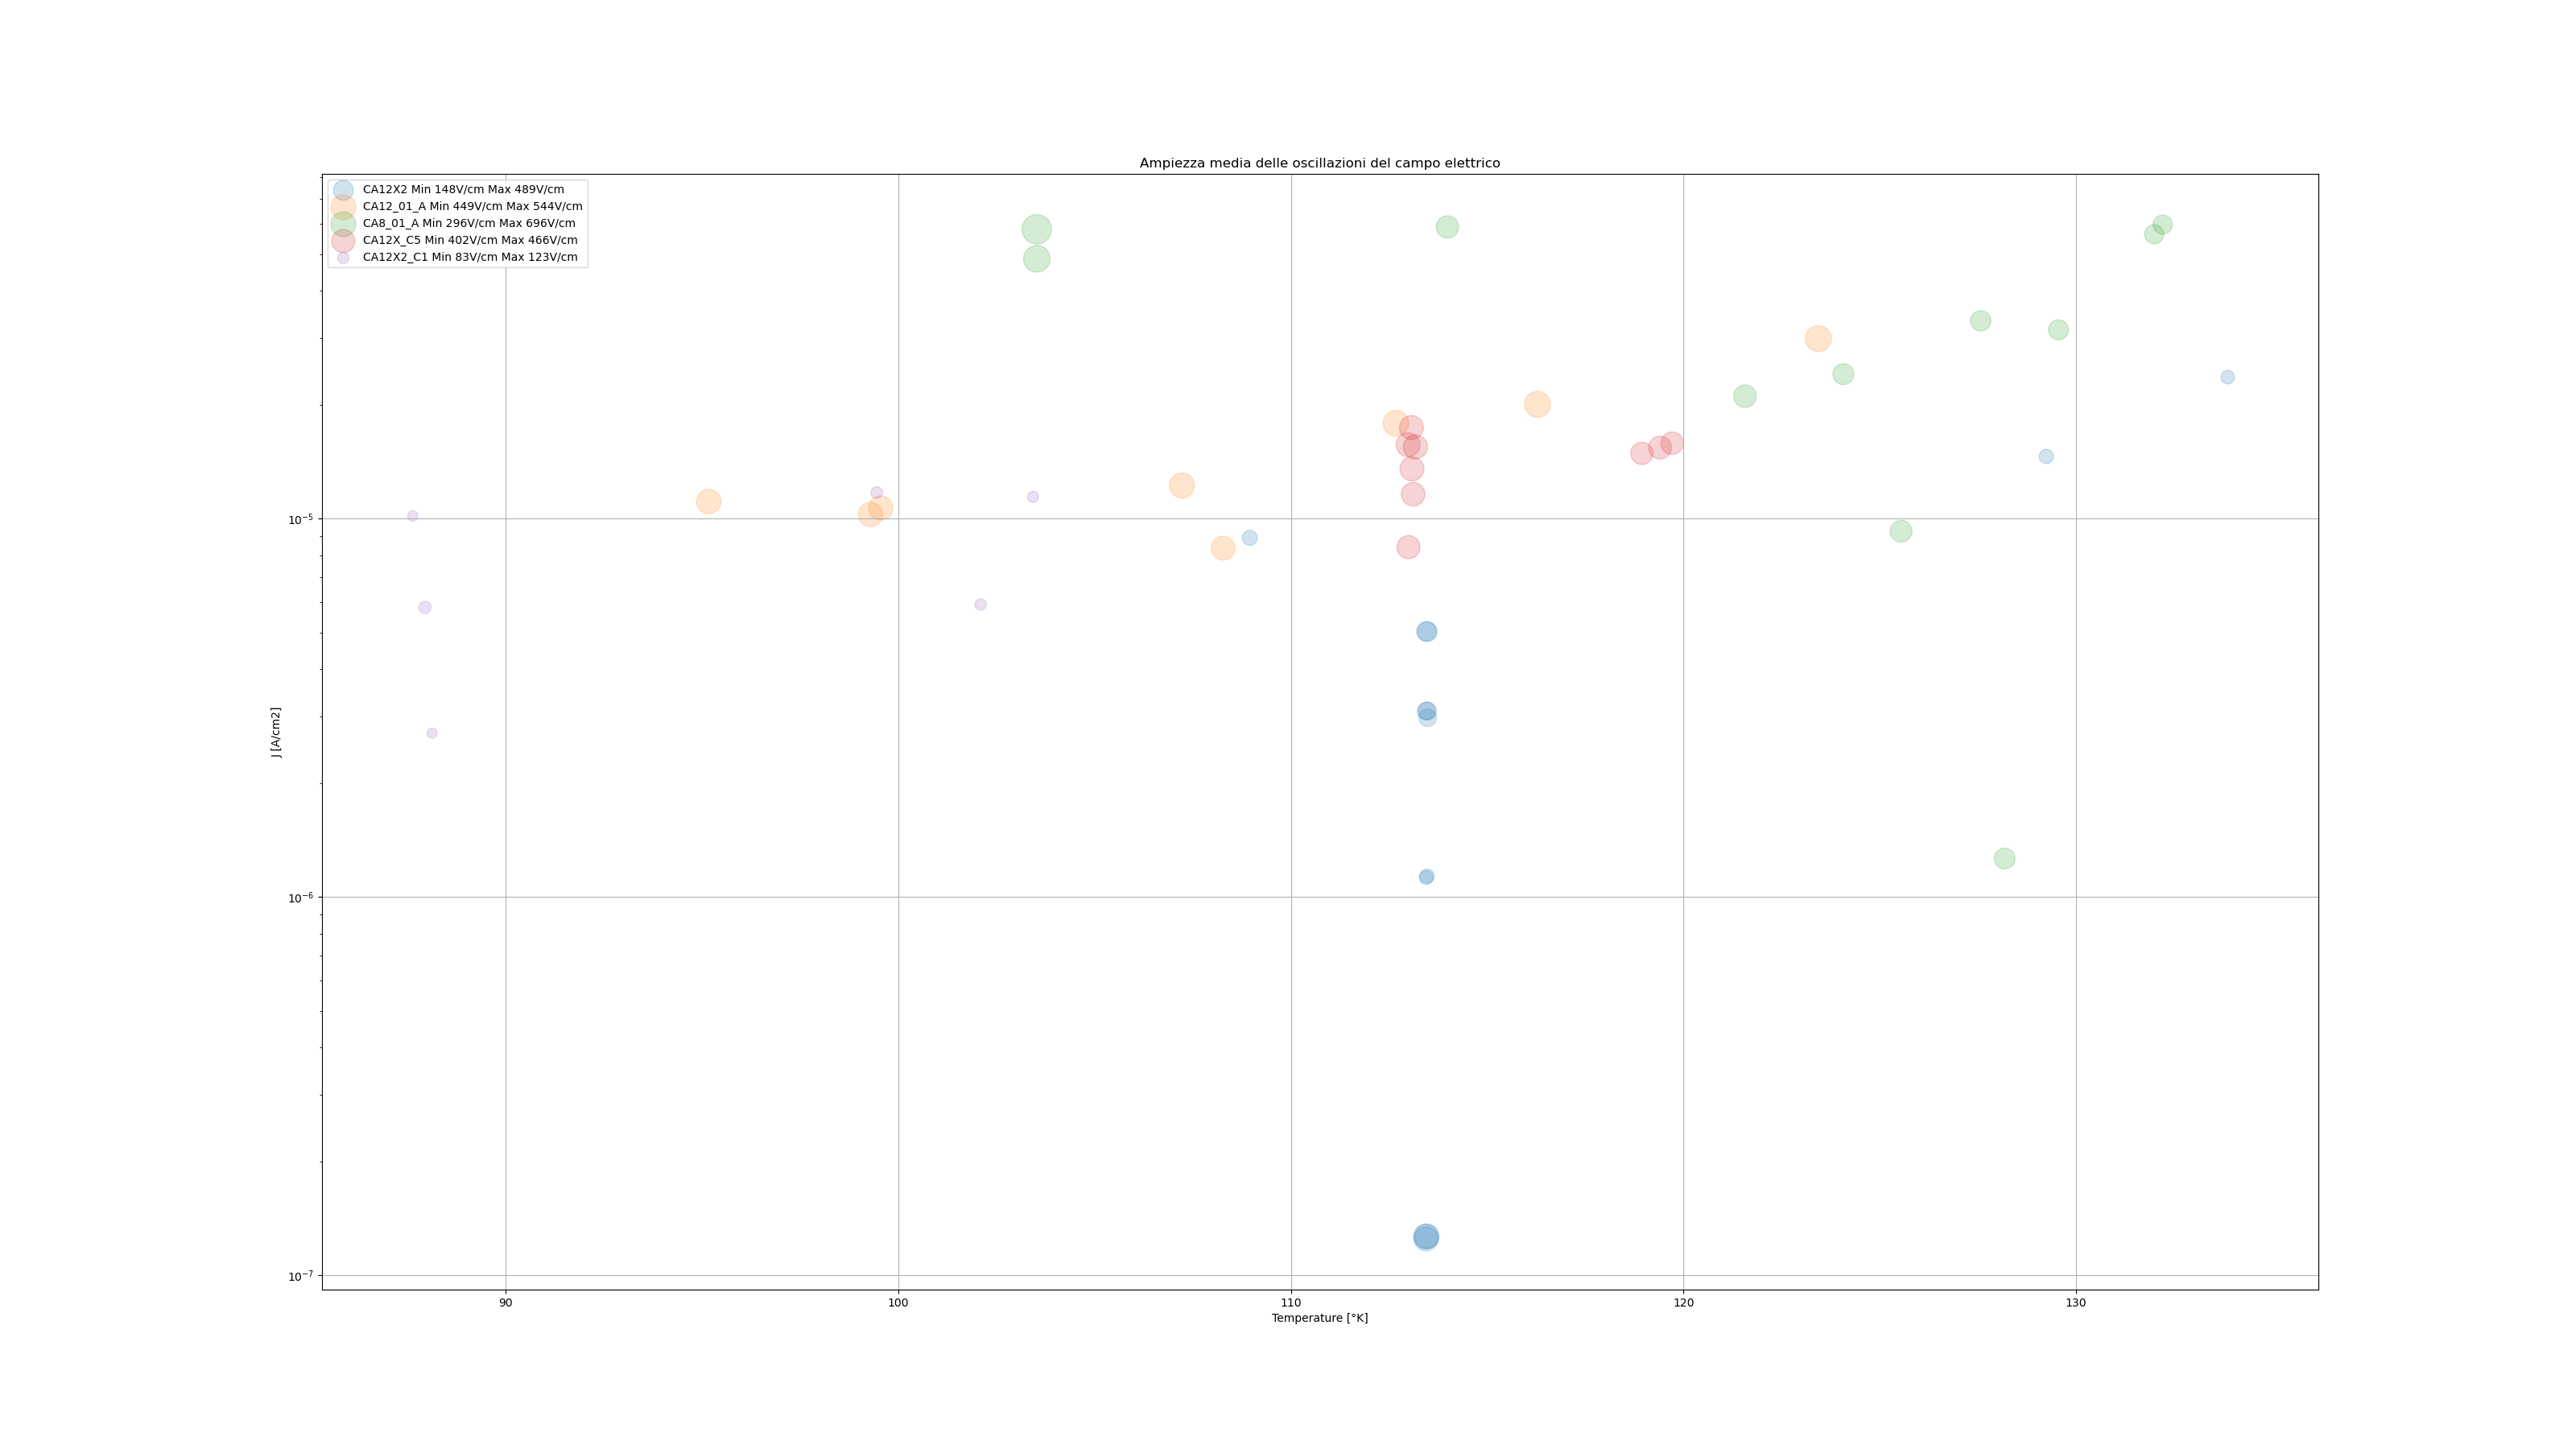 Ampiezza media delle oscillazioni del campo elettrico
CA12X2 Min 148V/cm Max 489V/cm
CA12_01_A Min 449V/cm Max 544V/cm
CA8_01_A Min 296V/cm Max 696V/cm
CA12X_C5 Min 402V/cm Max 466V/cm
CA12X2_C1 Min 83V/cm Max 123V/cm
10⁻⁵
J [A/cm2]
10⁻⁶
10⁻⁷
90 100 110 120 130
Temperature [°K]